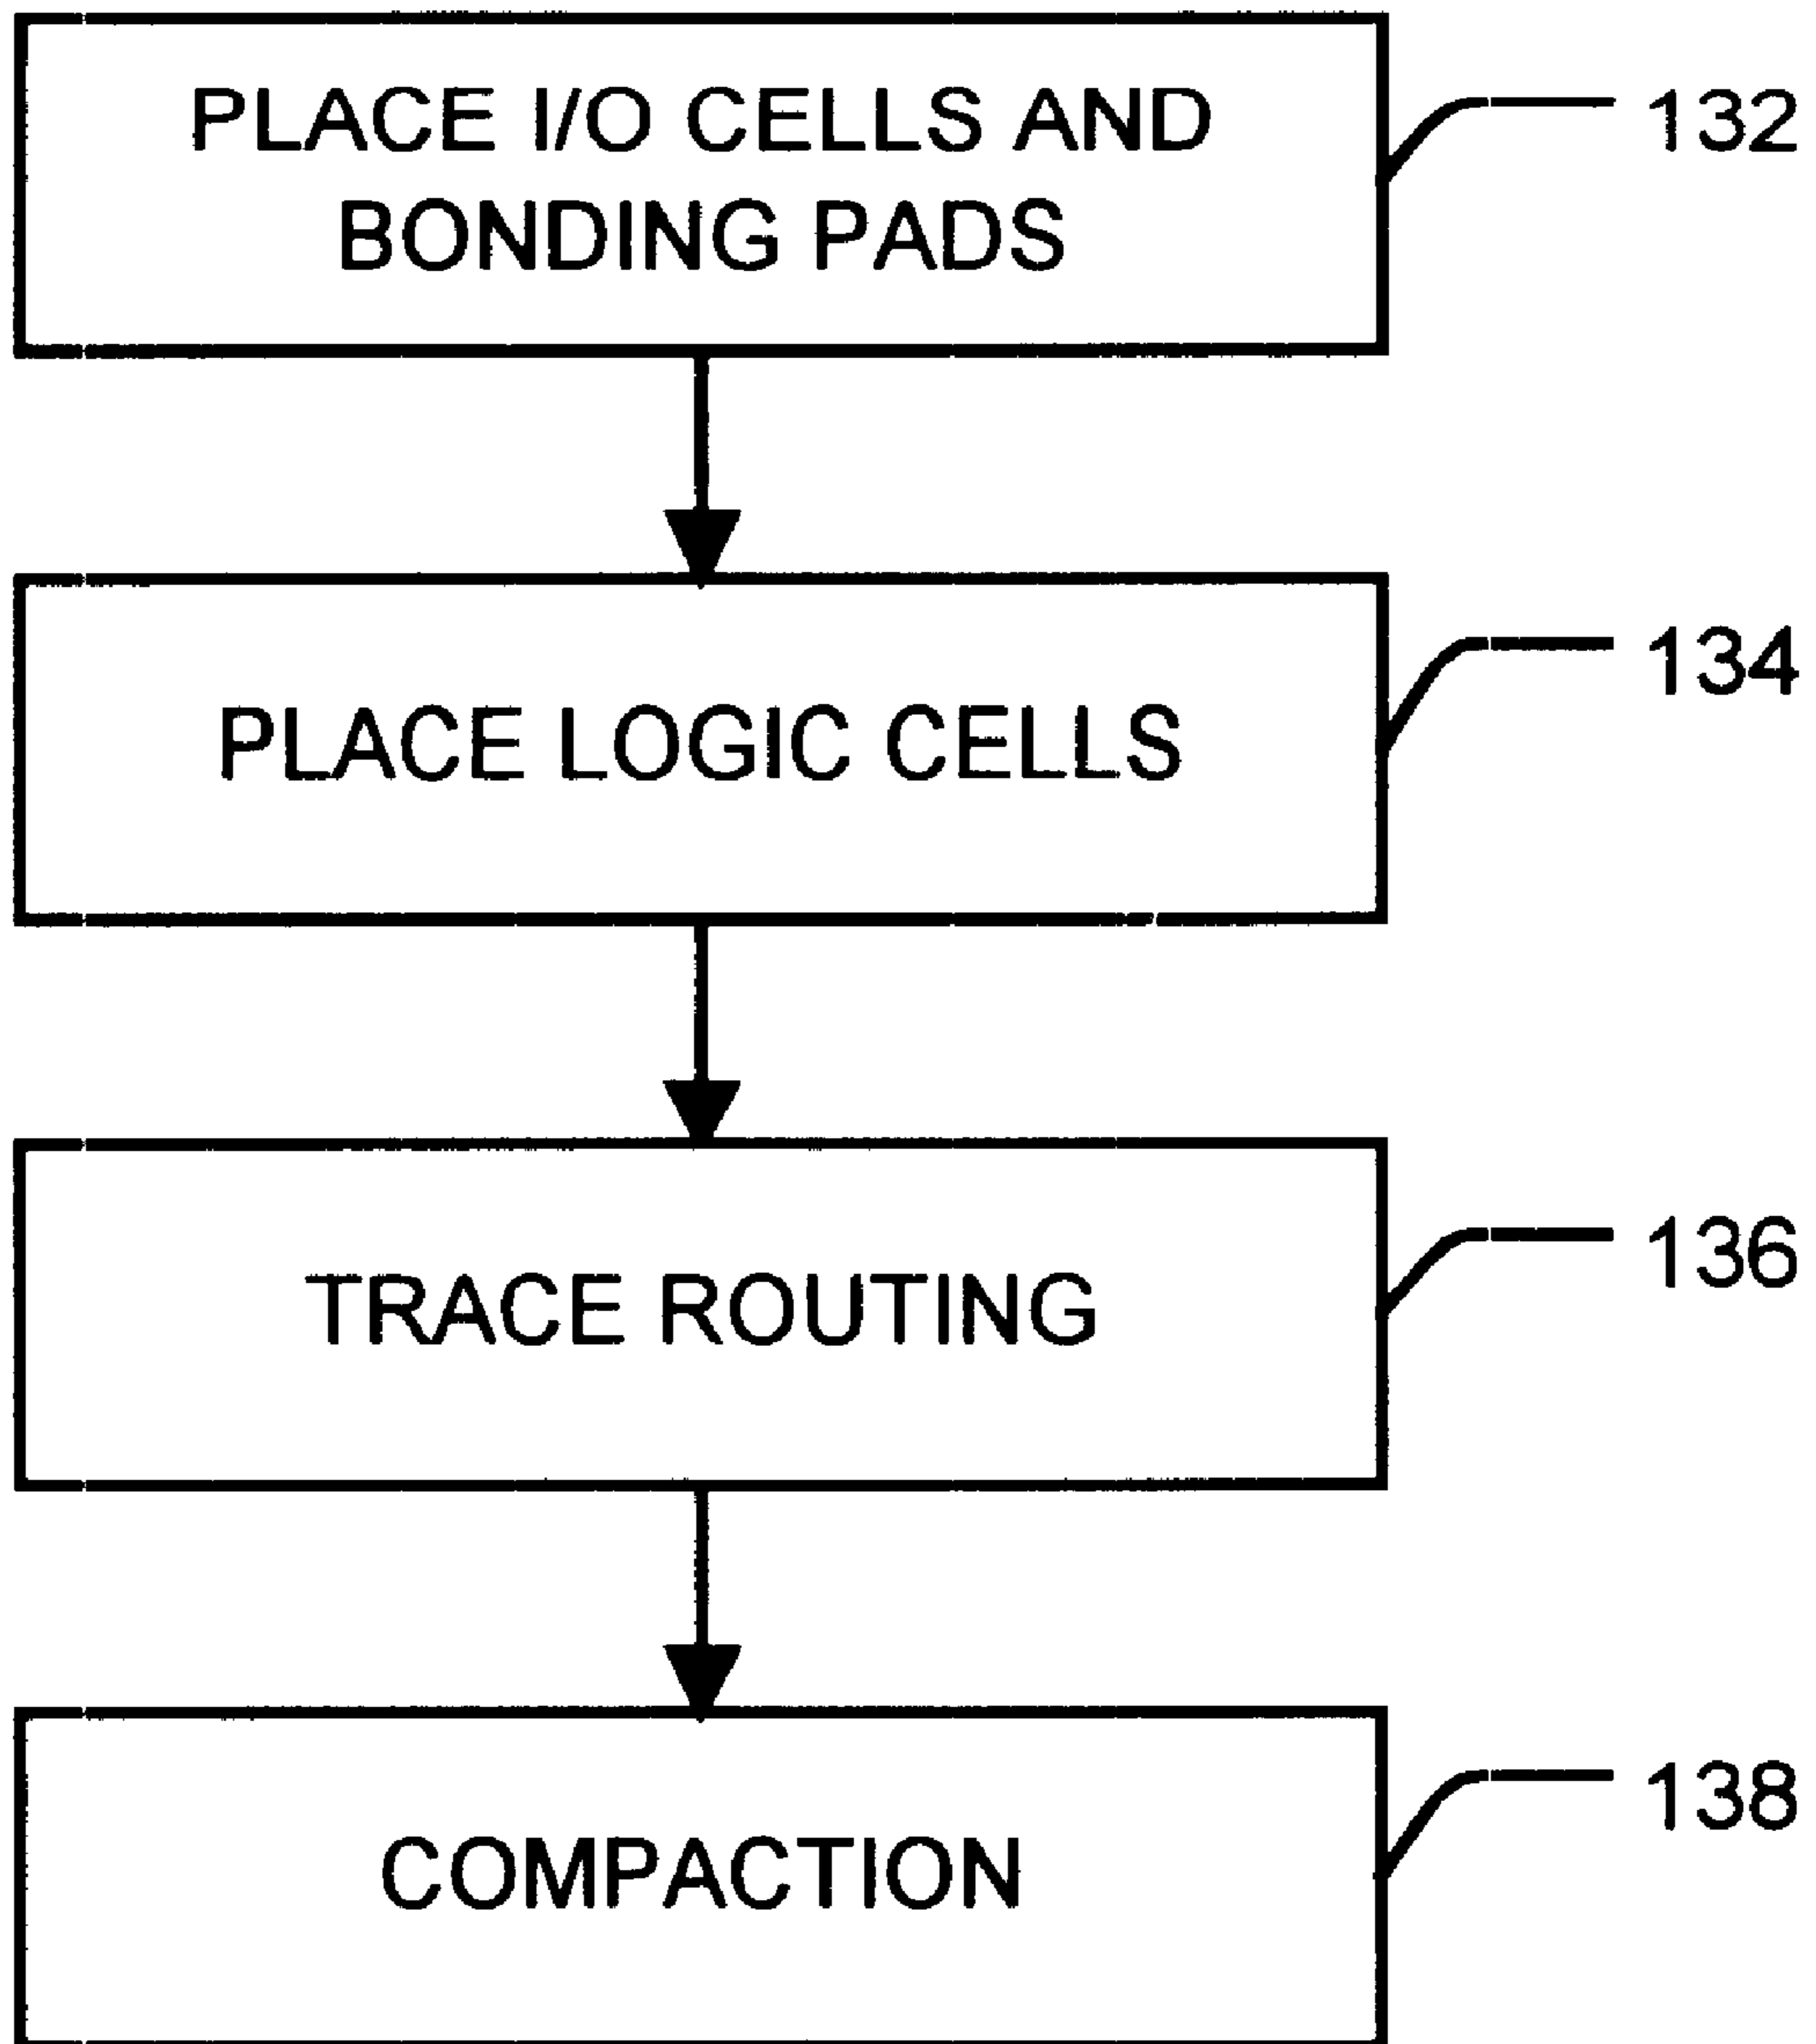 PLACE I/O CELLS AND
BONDING PADS
132
PLACE LOGIC CELLS
134
TRACE ROUTING
136
COMPACTION
138